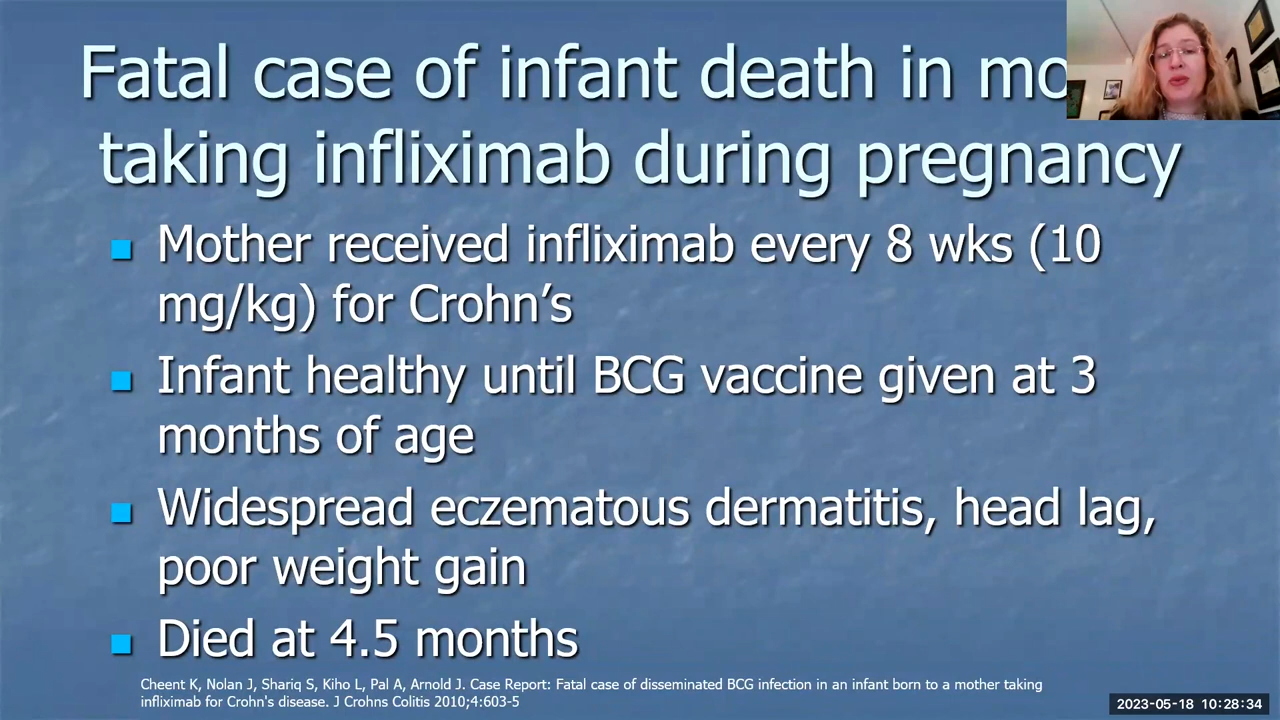 Fatal case of infant death in mo
taking infliximab during pregnancy
Mother received infliximab every 8 wks (10
mg/kg) for Crohn’s
Infant healthy until BCG vaccine given at 3
months of age
Widespread eczematous dermatitis, head lag,
poor weight gain
Died at 4.5 months
Cheent K, Nolan J, Shariq S, Kiho L, Pal A, Arnold J. Case Report: Fatal case of disseminated BCG infection in an infant born to a mother taking
infliximab for Crohn's disease. J Crohns Colitis 2010;4:603-5
2023-05-18 10:28:34